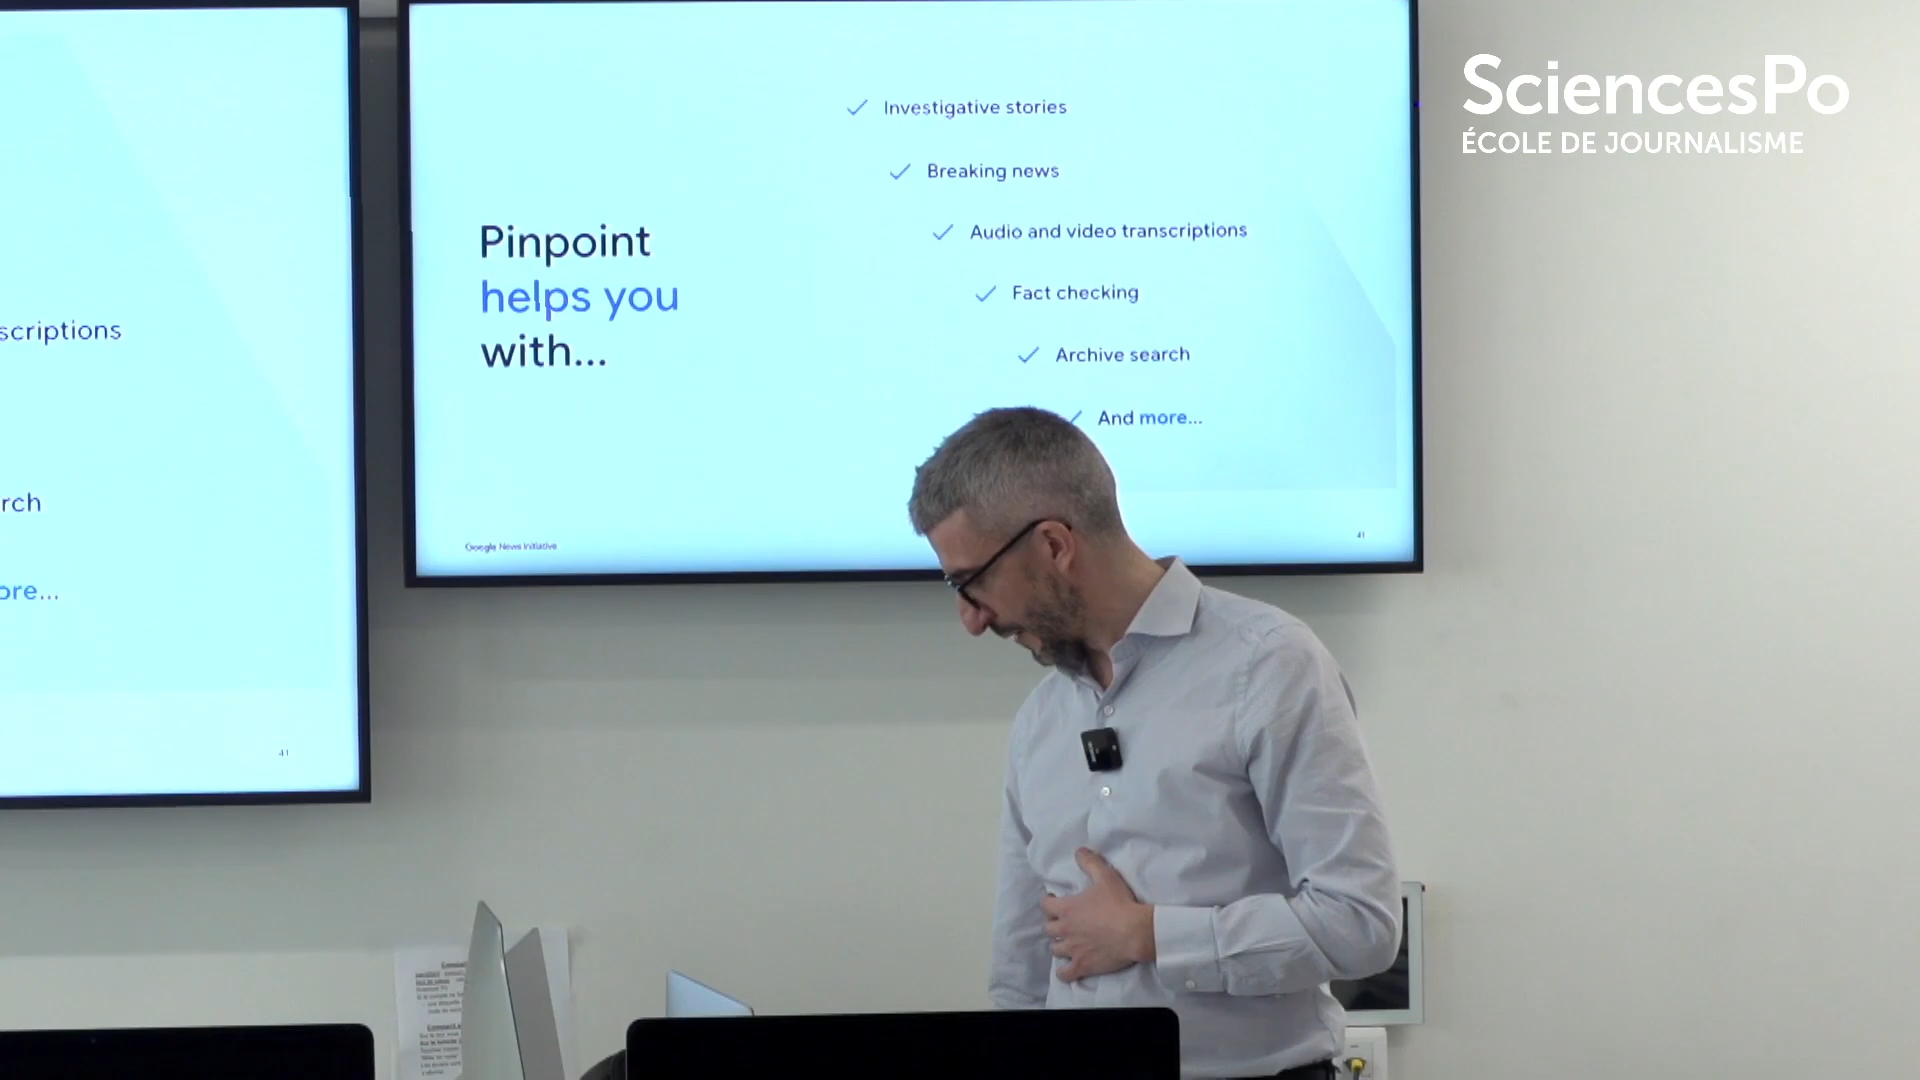 SciencesPo
ÉCOLE DE JOURNALISME
scriptions
rch
ore...
41
Pinpoint
helps you
with...
Investigative stories
Breaking news
Audio and video transcriptions
Fact checking
Archive search
And more...
Google News Initiative
41